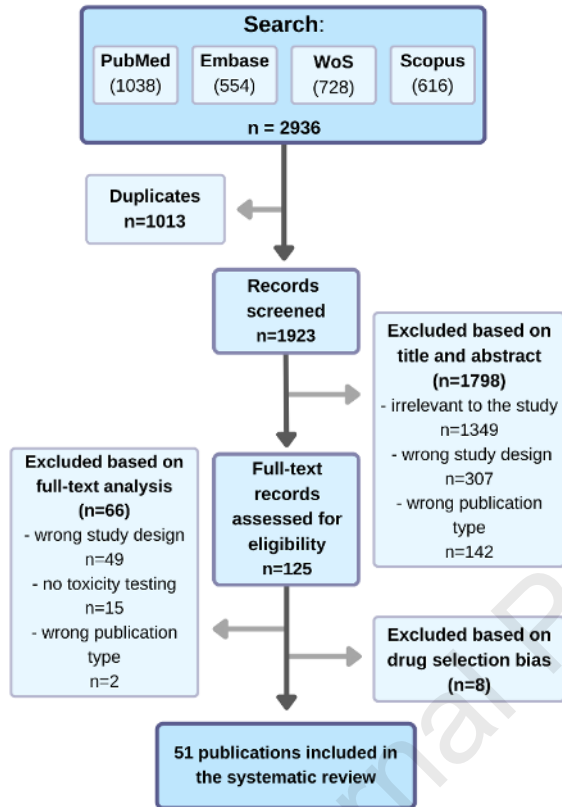 Search:
PubMed
(1038)
Embase
(554)
WoS
(728)
Scopus
(616)
n = 2936
Duplicates
n=1013
Records
screened
n=1923
Excluded based on
title and abstract
(n=1798)
- irrelevant to the study
n=1349
- wrong study design
n=307
- wrong publication
type
n=142
Full-text
records
assessed for
eligibility
n=125
Excluded based on
full-text analysis
(n=66)
- wrong study design
n=49
- no toxicity testing
n=15
- wrong publication
type
n=2
Excluded based on
drug selection bias
(n=8)
51 publications included in
the systematic review